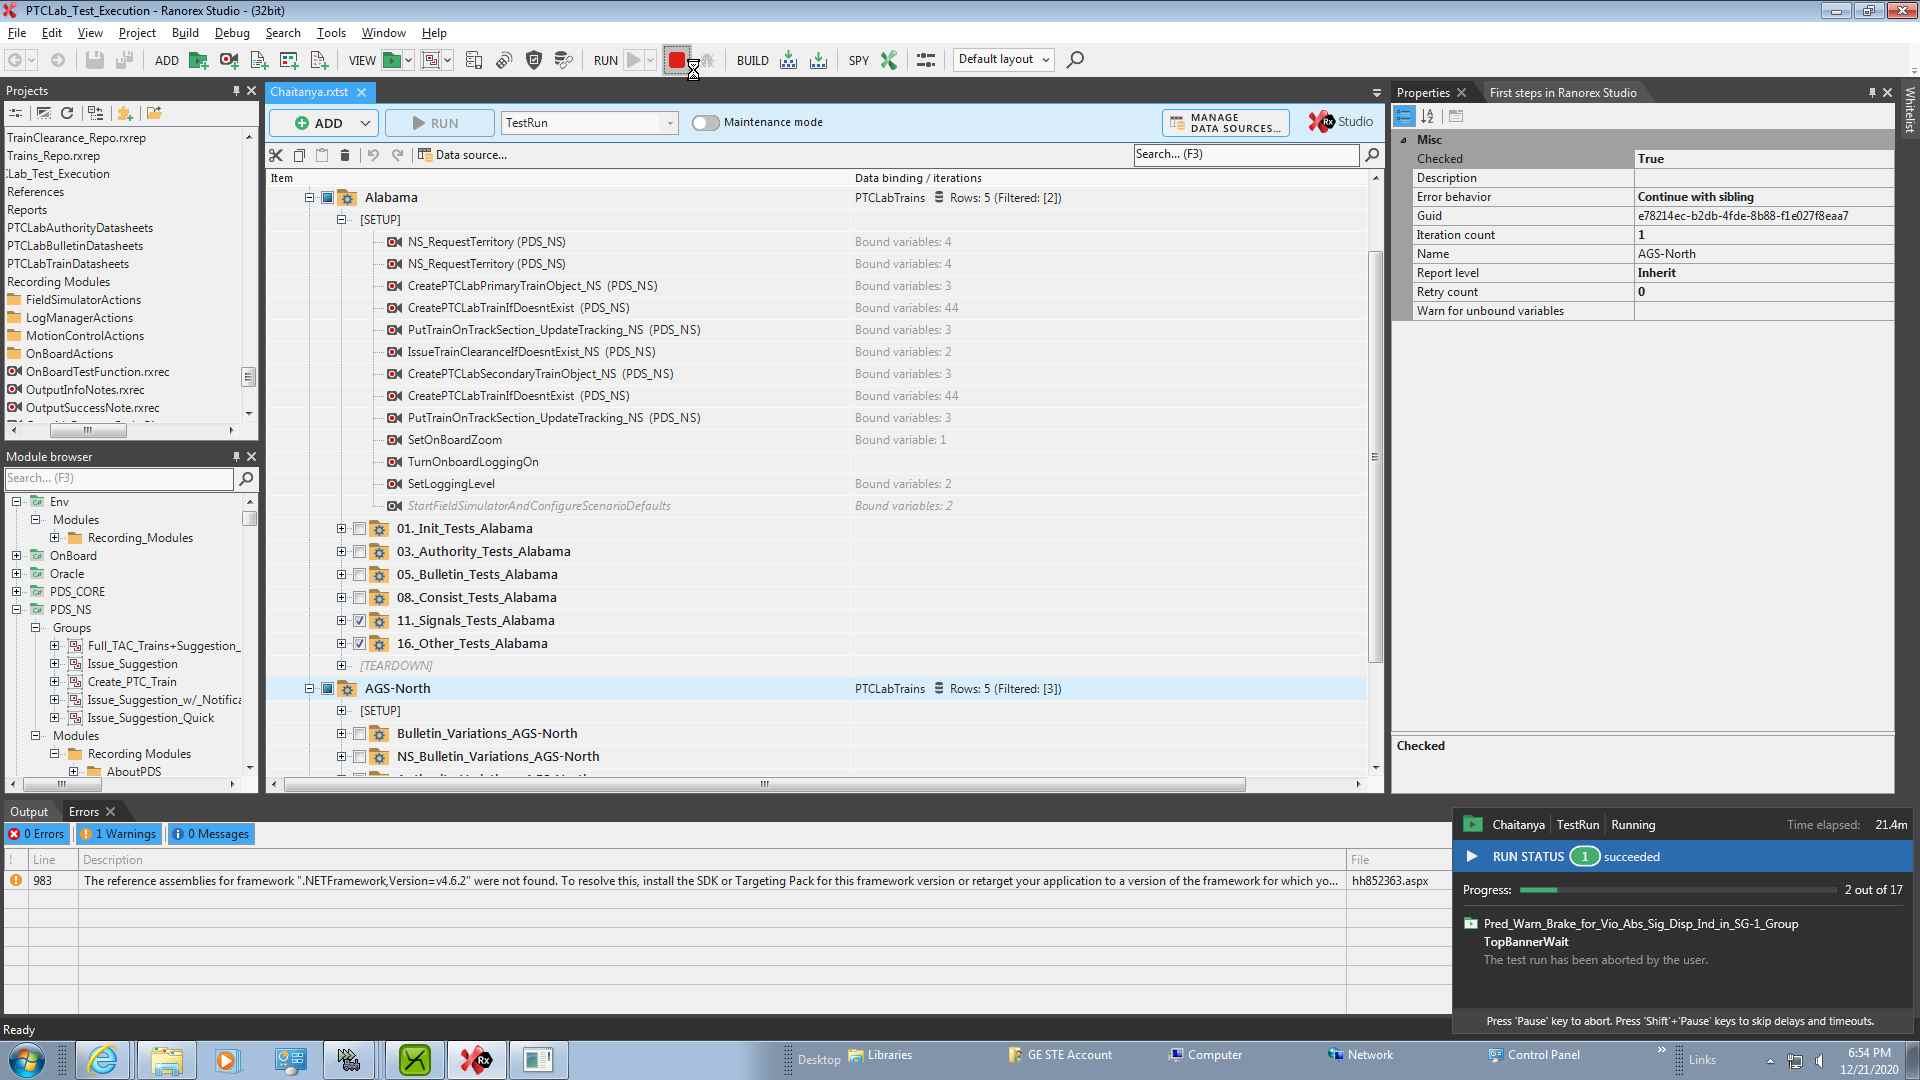 PTCLab_Test_Execution - Ranorex Studio - (32bit)
File Edit View Project Build Debug Search Tools Window Help
ADD VIEW RUN BUILD SPY Default layout
Projects
TrainClearance_Repo.rxrep
Trains_Repo.rxrep
Lab_Test_Execution
References
Reports
PTCLabAuthorityDatasheets
PTCLabBulletinDatasheets
PTCLabTrainDatasheets
Recording Modules
FieldSimulatorActions
LogManagerActions
MotionControlActions
OnBoardActions
OnBoardTestFunction.rxrec
OutputInfoNotes.rxrec
OutputSuccessNote.rxrec
Module browser
Search... (F3)
Env
Modules
Recording_Modules
OnBoard
Oracle
PDS_CORE
PDS_NS
Groups
Full_TAC_Trains+Suggestion_
Issue_Suggestion
Create_PTC_Train
Issue_Suggestion_w/_Notifica
Issue_Suggestion_Quick
Modules
Recording Modules
AboutPDS
Chaitanya.rxtst
ADD RUN TestRun Maintenance mode MANAGE DATA SOURCES... Rx Studio
Data source... Search... (F3)
Item Data binding / iterations
Alabama PTCLabTrains Rows: 5 (Filtered: [2])
[SETUP]
NS_RequestTerritory (PDS_NS) Bound variables: 4
NS_RequestTerritory (PDS_NS) Bound variables: 4
CreatePTCLabPrimaryTrainObject_NS (PDS_NS) Bound variables: 3
CreatePTCLabTrainIfDoesntExist (PDS_NS) Bound variables: 44
PutTrainOnTrackSection_UpdateTracking_NS (PDS_NS) Bound variables: 3
IssueTrainClearanceIfDoesntExist_NS (PDS_NS) Bound variables: 2
CreatePTCLabSecondaryTrainObject_NS (PDS_NS) Bound variables: 3
CreatePTCLabTrainIfDoesntExist (PDS_NS) Bound variables: 44
PutTrainOnTrackSection_UpdateTracking_NS (PDS_NS) Bound variables: 3
SetOnBoardZoom Bound variable: 1
TurnOnboardLoggingOn
SetLoggingLevel Bound variables: 2
StartFieldSimulatorAndConfigureScenarioDefaults Bound variables: 2
01._Init_Tests_Alabama
03._Authority_Tests_Alabama
05._Bulletin_Tests_Alabama
08._Consist_Tests_Alabama
11._Signals_Tests_Alabama
16._Other_Tests_Alabama
[TEARDOWN]
AGS-North PTCLabTrains Rows: 5 (Filtered: [3])
[SETUP]
Bulletin_Variations_AGS-North
NS_Bulletin_Variations_AGS-North
Properties First steps in Ranorex Studio
Whitelist
Misc
Checked True
Description
Error behavior Continue with sibling
Guid e78214ec-b2db-4fde-8b88-f1e027f8eaa7
Iteration count 1
Name AGS-North
Report level Inherit
Retry count 0
Warn for unbound variables
Checked
Output Errors
0 Errors 1 Warnings 0 Messages
! Line Description File
983 The reference assemblies for framework ".NETFramework,Version=v4.6.2" were not found. To resolve this, install the SDK or Targeting Pack for this framework version or retarget your application to a version of the framework for which yo... hh852363.aspx
Chaitanya TestRun Running Time elapsed: 21.4m
RUN STATUS 1 succeeded
Progress: 2 out of 17
Pred_Warn_Brake_for_Vio_Abs_Sig_Disp_Ind_in_SG-1_Group
TopBannerWait
The test run has been aborted by the user.
Press 'Pause' key to abort. Press 'Shift'+'Pause' keys to skip delays and timeouts.
Ready
Desktop Libraries GE STE Account Computer Network Control Panel » Links
6:54 PM
12/21/2020